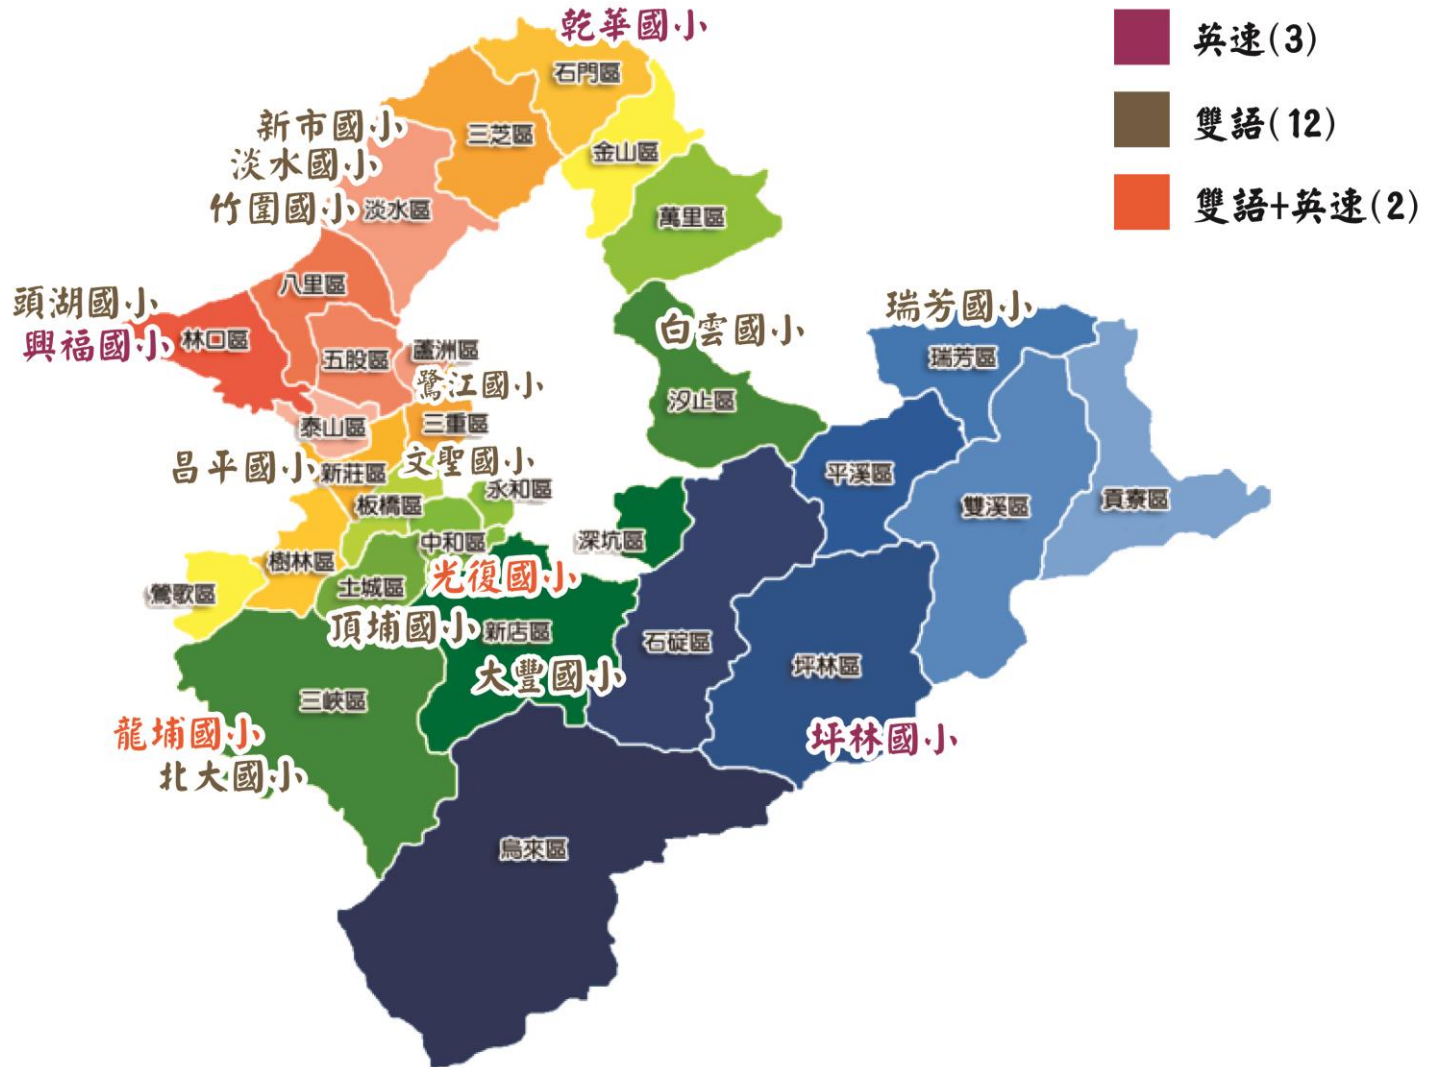 乾華國小
石門區
三芝區
金山區
新市國小
淡水國小
竹圍國小
淡水區
萬里區
八里區
頭湖國小
興福國小
林口區
五股區
蘆洲區
鷺江國小
白雲國小
汐止區
瑞芳國小
瑞芳區
泰山區
三重區
昌平國小
新莊區
文聖國小
板橋區
永和區
中和區
深坑區
平溪區
雙溪區
貢寮區
樹林區
鶯歌區
土城區
光復國小
頂埔國小
新店區
大豐國小
石碇區
坪林區
坪林國小
三峽區
龍埔國小
北大國小
烏來區
英速(3)
雙語(12)
雙語+英速(2)